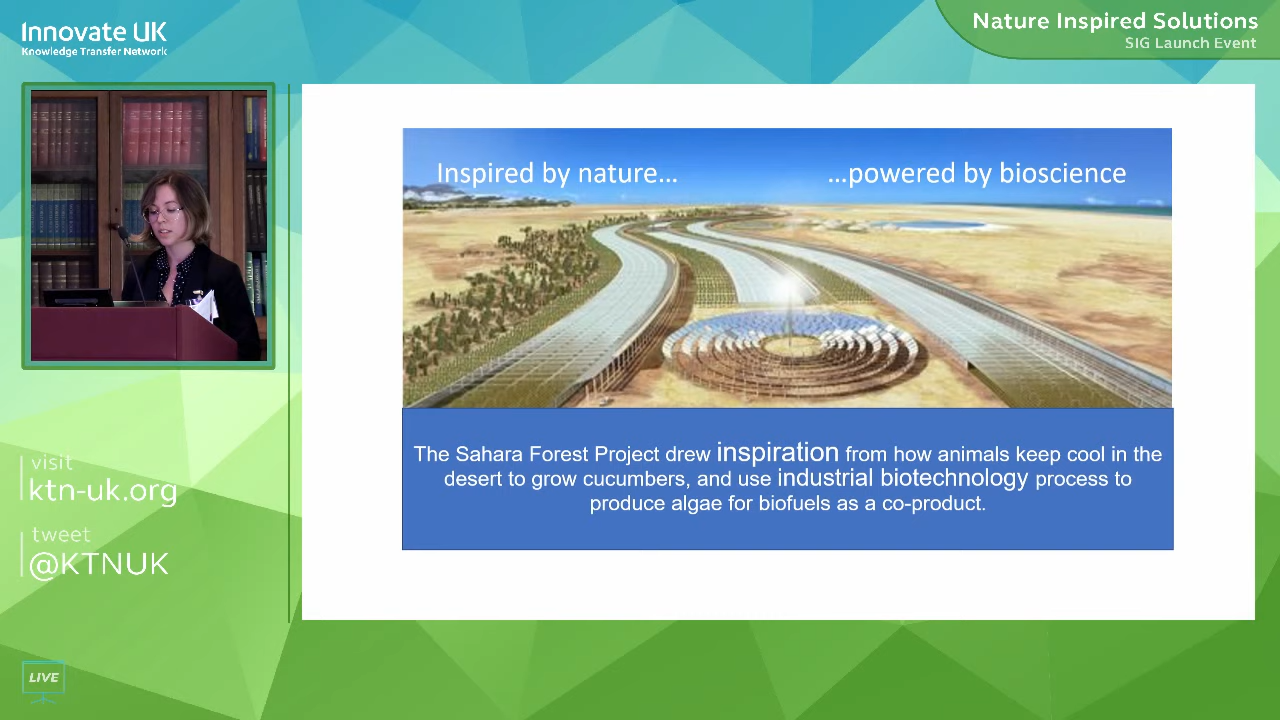 Innovate UK
Knowledge Transfer Network
Nature Inspired Solutions
SIG Launch Event
Inspired by nature...
...powered by bioscience
The Sahara Forest Project drew inspiration from how animals keep cool in the
desert to grow cucumbers, and use industrial biotechnology process to
produce algae for biofuels as a co-product.
visit
ktn-uk.org
tweet
@KTNUK
LIVE